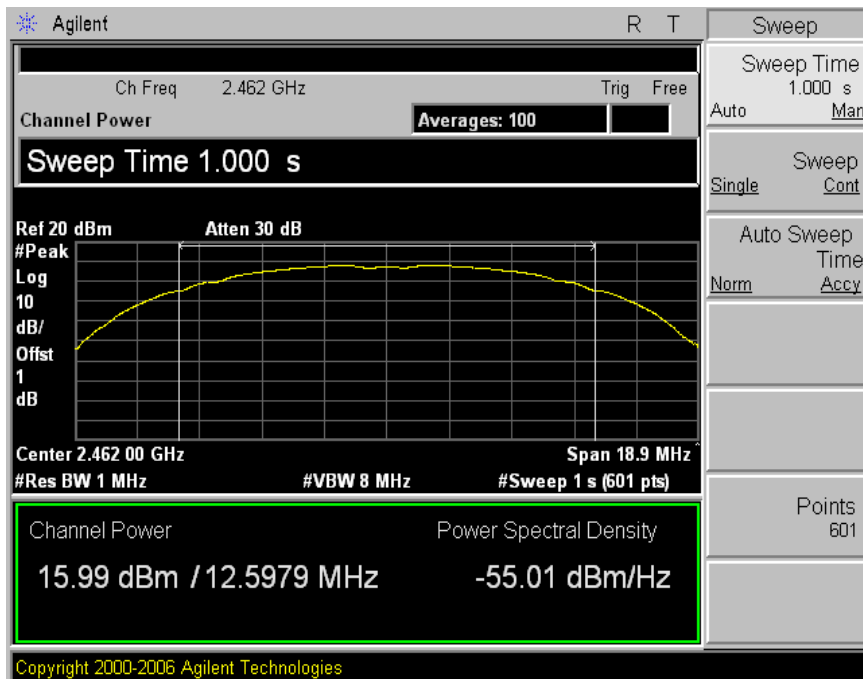 Agilent R T
Ch Freq 2.462 GHz Trig Free
Channel Power Averages: 100
Sweep Time 1.000 s
Ref 20 dBm Atten 30 dB
#Peak
Log
10
dB/
Offst
1
dB
Center 2.462 00 GHz Span 18.9 MHz
#Res BW 1 MHz #VBW 8 MHz #Sweep 1 s (601 pts)
Channel Power Power Spectral Density
15.99 dBm / 12.5979 MHz -55.01 dBm/Hz
Copyright 2000-2006 Agilent Technologies
Sweep
Sweep Time
1.000 s
Auto Man
Sweep
Single Cont
Auto Sweep
Time
Norm Accy
Points
601